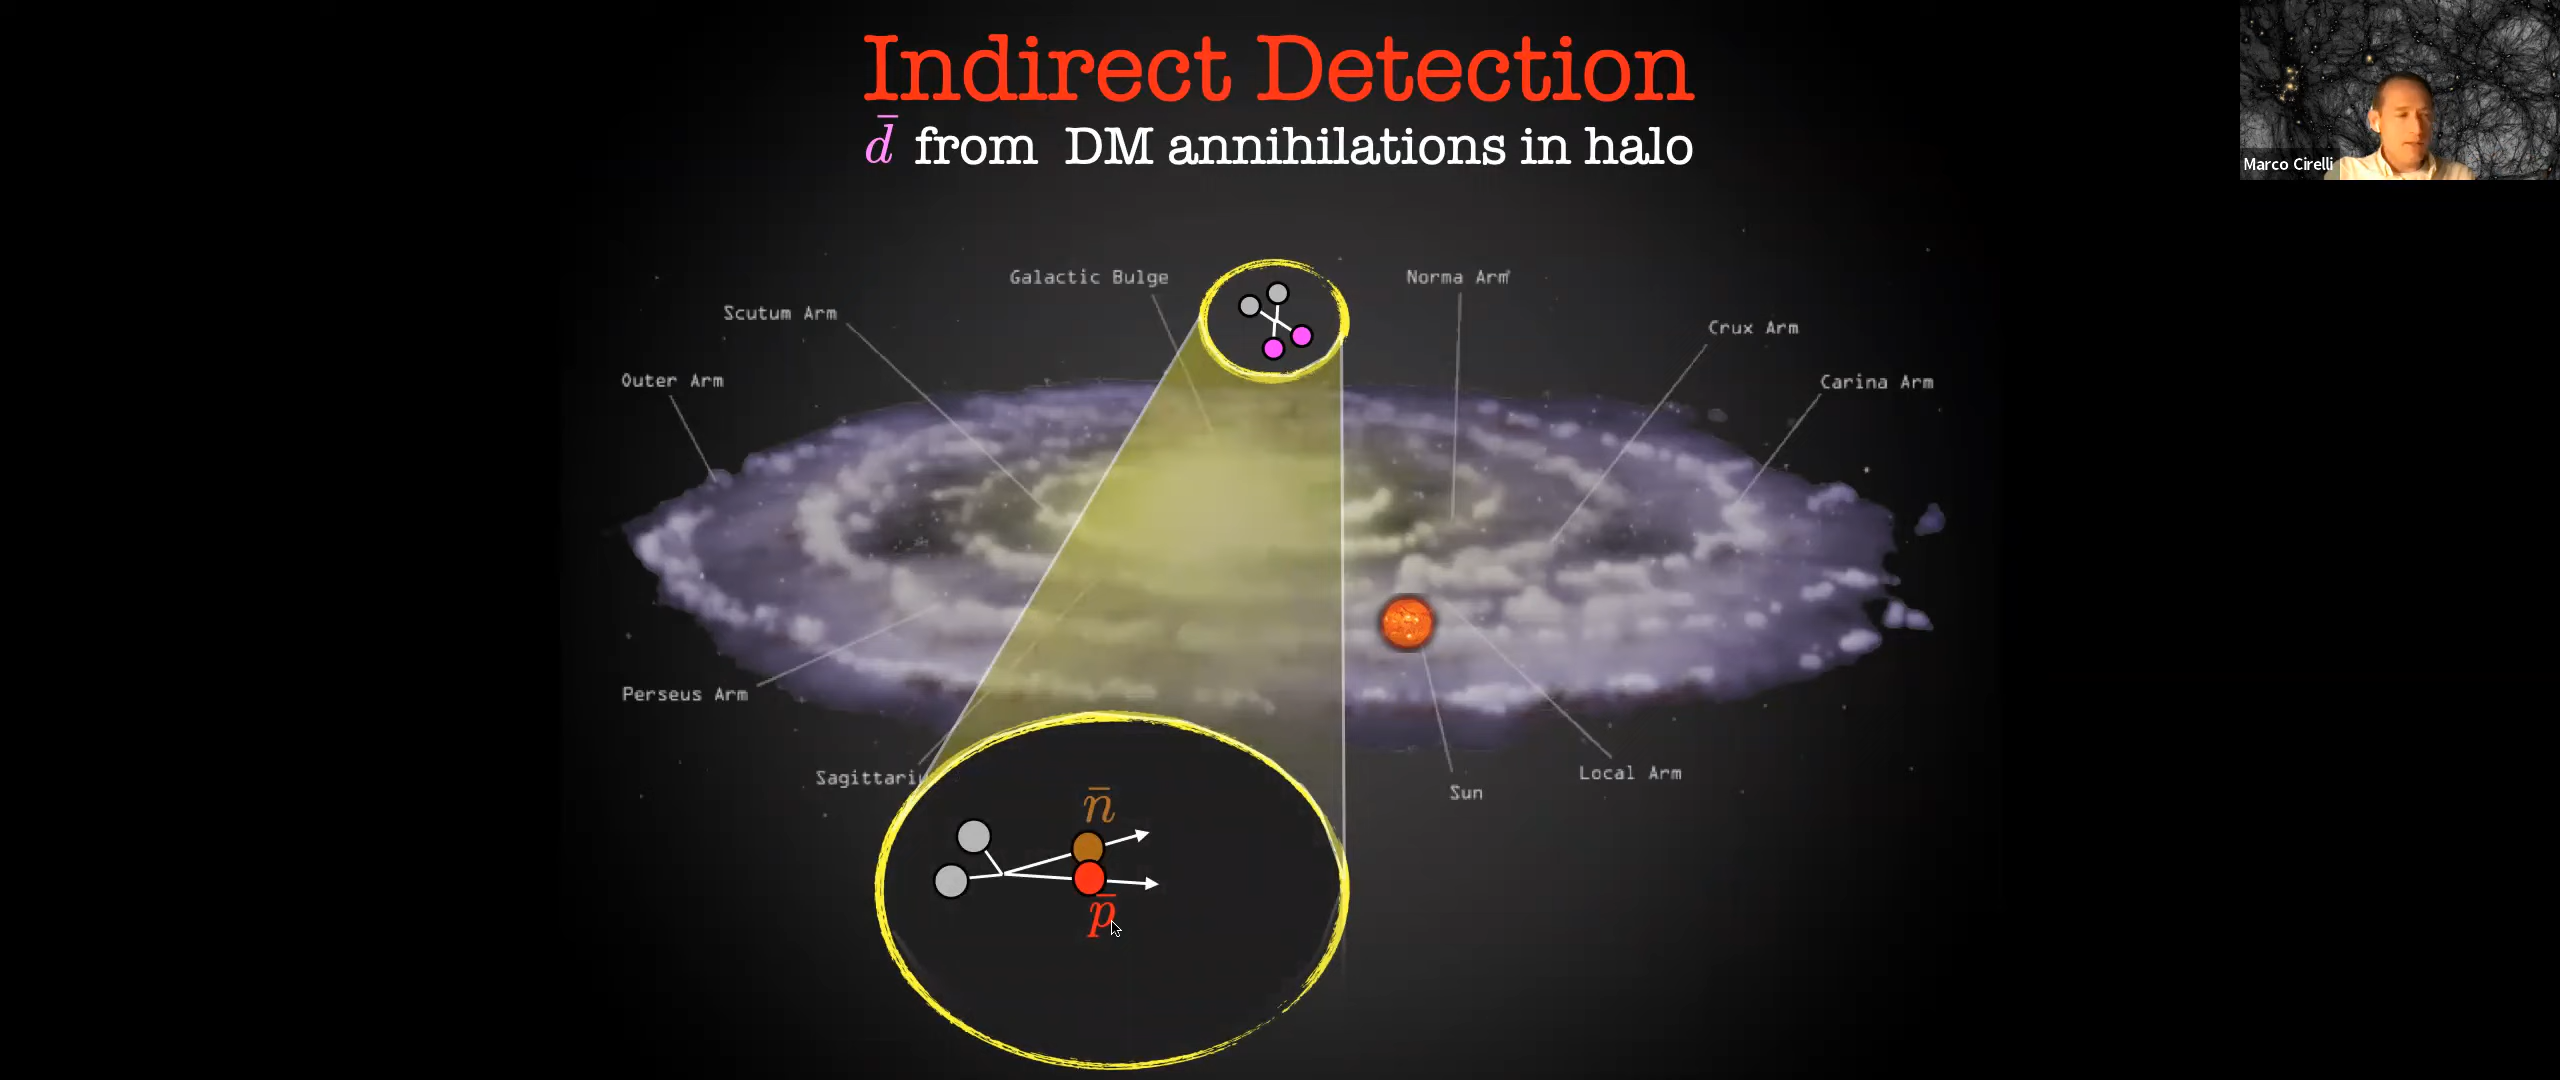 Indirect Detection
d̄ from DM annihilations in halo
Marco Cirelli
Galactic Bulge
Norma Arm
Scutum Arm
Crux Arm
Outer Arm
Carina Arm
Perseus Arm
Sagittariu
Local Arm
Sun
n̄
p̄